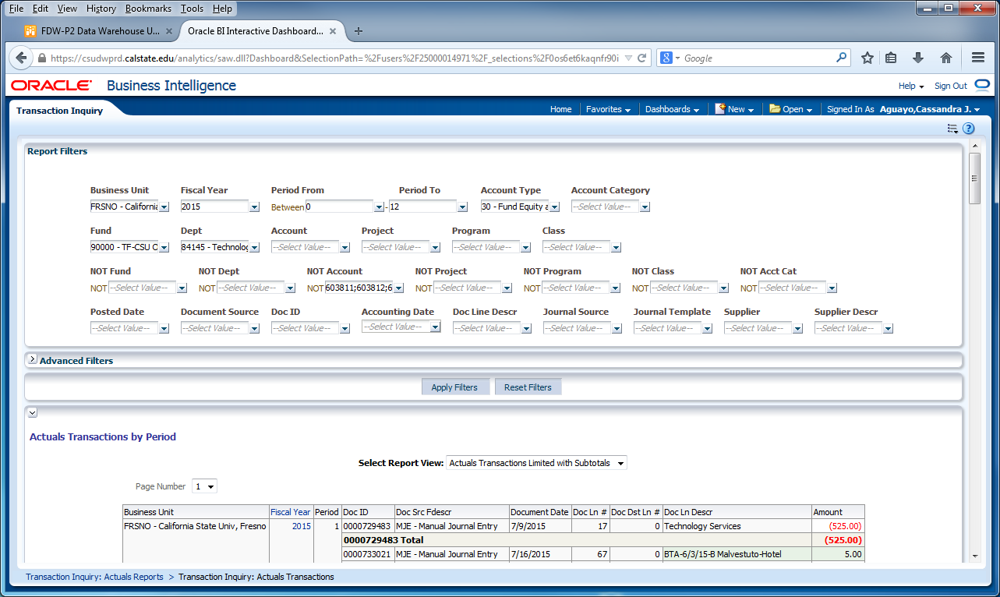 File Edit View History Bookmarks Tools Help
FDW-P2 Data Warehouse U... Oracle BI Interactive Dashboard...
https://csudwprd.calstate.edu/analytics/saw.dll?Dashboard&SelectionPath=%2Fusers%2F2500014971%2F_selections%2F0os6et6kaqnfr90i Google
ORACLE Business Intelligence Help Sign Out
Transaction Inquiry Home Favorites Dashboards New Open Signed In As Aguayo,Cassandra J.
Report Filters
Business Unit Fiscal Year Period From Period To Account Type Account Category
FRSNO - California 2015 Between 0 - 12 30 - Fund Equity a --Select Value--
Fund Dept Account Project Program Class
90000 - TF-CSU O 84145 - Technolog --Select Value-- --Select Value-- --Select Value-- --Select Value--
NOT Fund NOT Dept NOT Account NOT Project NOT Program NOT Class NOT Acct Cat
NOT --Select Value-- NOT --Select Value-- NOT 603811;603812;6 NOT --Select Value-- NOT --Select Value-- NOT --Select Value-- NOT --Select Value--
Posted Date Document Source Doc ID Accounting Date Doc Line Descr Journal Source Journal Template Supplier Supplier Descr
--Select Value-- --Select Value-- --Select Value-- --Select Value-- --Select Value-- --Select Value-- --Select Value-- --Select Value-- --Select Value--
Advanced Filters
Apply Filters Reset Filters
Actuals Transactions by Period
Select Report View: Actuals Transactions Limited with Subtotals
Page Number 1
Business Unit Fiscal Year Period Doc ID Doc Src Fdescr Document Date Doc Ln # Doc Dst Ln # Doc Ln Descr Amount
FRSNO - California State Univ, Fresno 2015 1 0000729483 MJE - Manual Journal Entry 7/9/2015 17 0 Technology Services (525.00)
0000729483 Total (525.00)
0000733021 MJE - Manual Journal Entry 7/16/2015 67 0 BTA-6/3/15-B Malvestuto-Hotel 5.00
Transaction Inquiry: Actuals Reports > Transaction Inquiry: Actuals Transactions